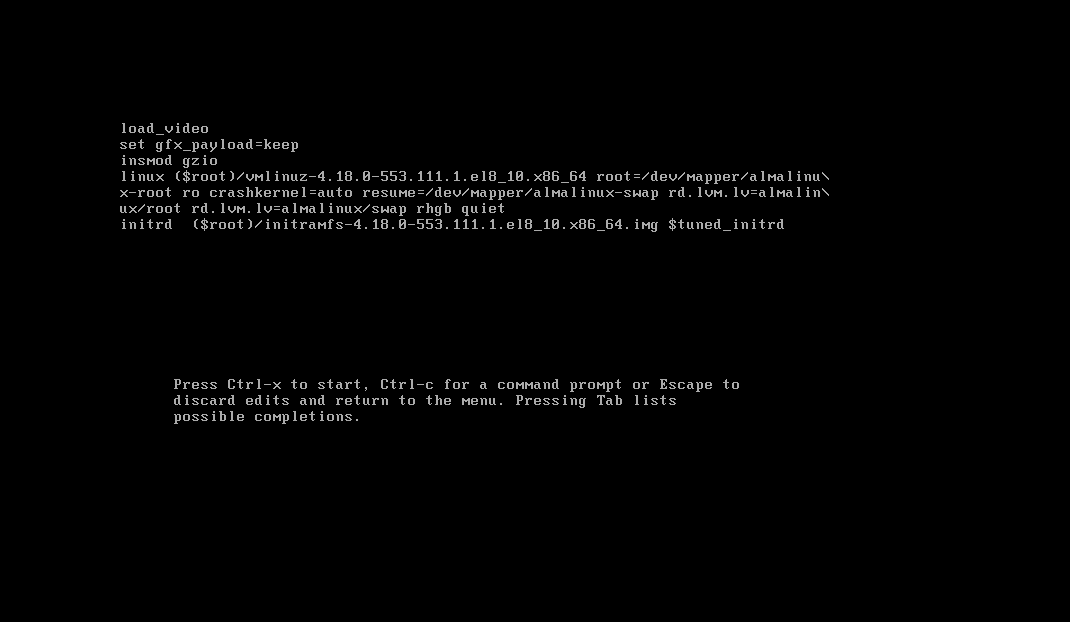 load_video
set gfx_payload=keep
insmod gzio
linux ($root)/vmlinuz-4.18.0-553.111.1.el8_10.x86_64 root=/dev/mapper/almalinu\
x-root ro crashkernel=auto resume=/dev/mapper/almalinux-swap rd.lvm.lv=almalin\
ux/root rd.lvm.lv=almalinux/swap rhgb quiet
initrd  ($root)/initramfs-4.18.0-553.111.1.el8_10.x86_64.img $tuned_initrd
Press Ctrl-x to start, Ctrl-c for a command prompt or Escape to
discard edits and return to the menu. Pressing Tab lists
possible completions.